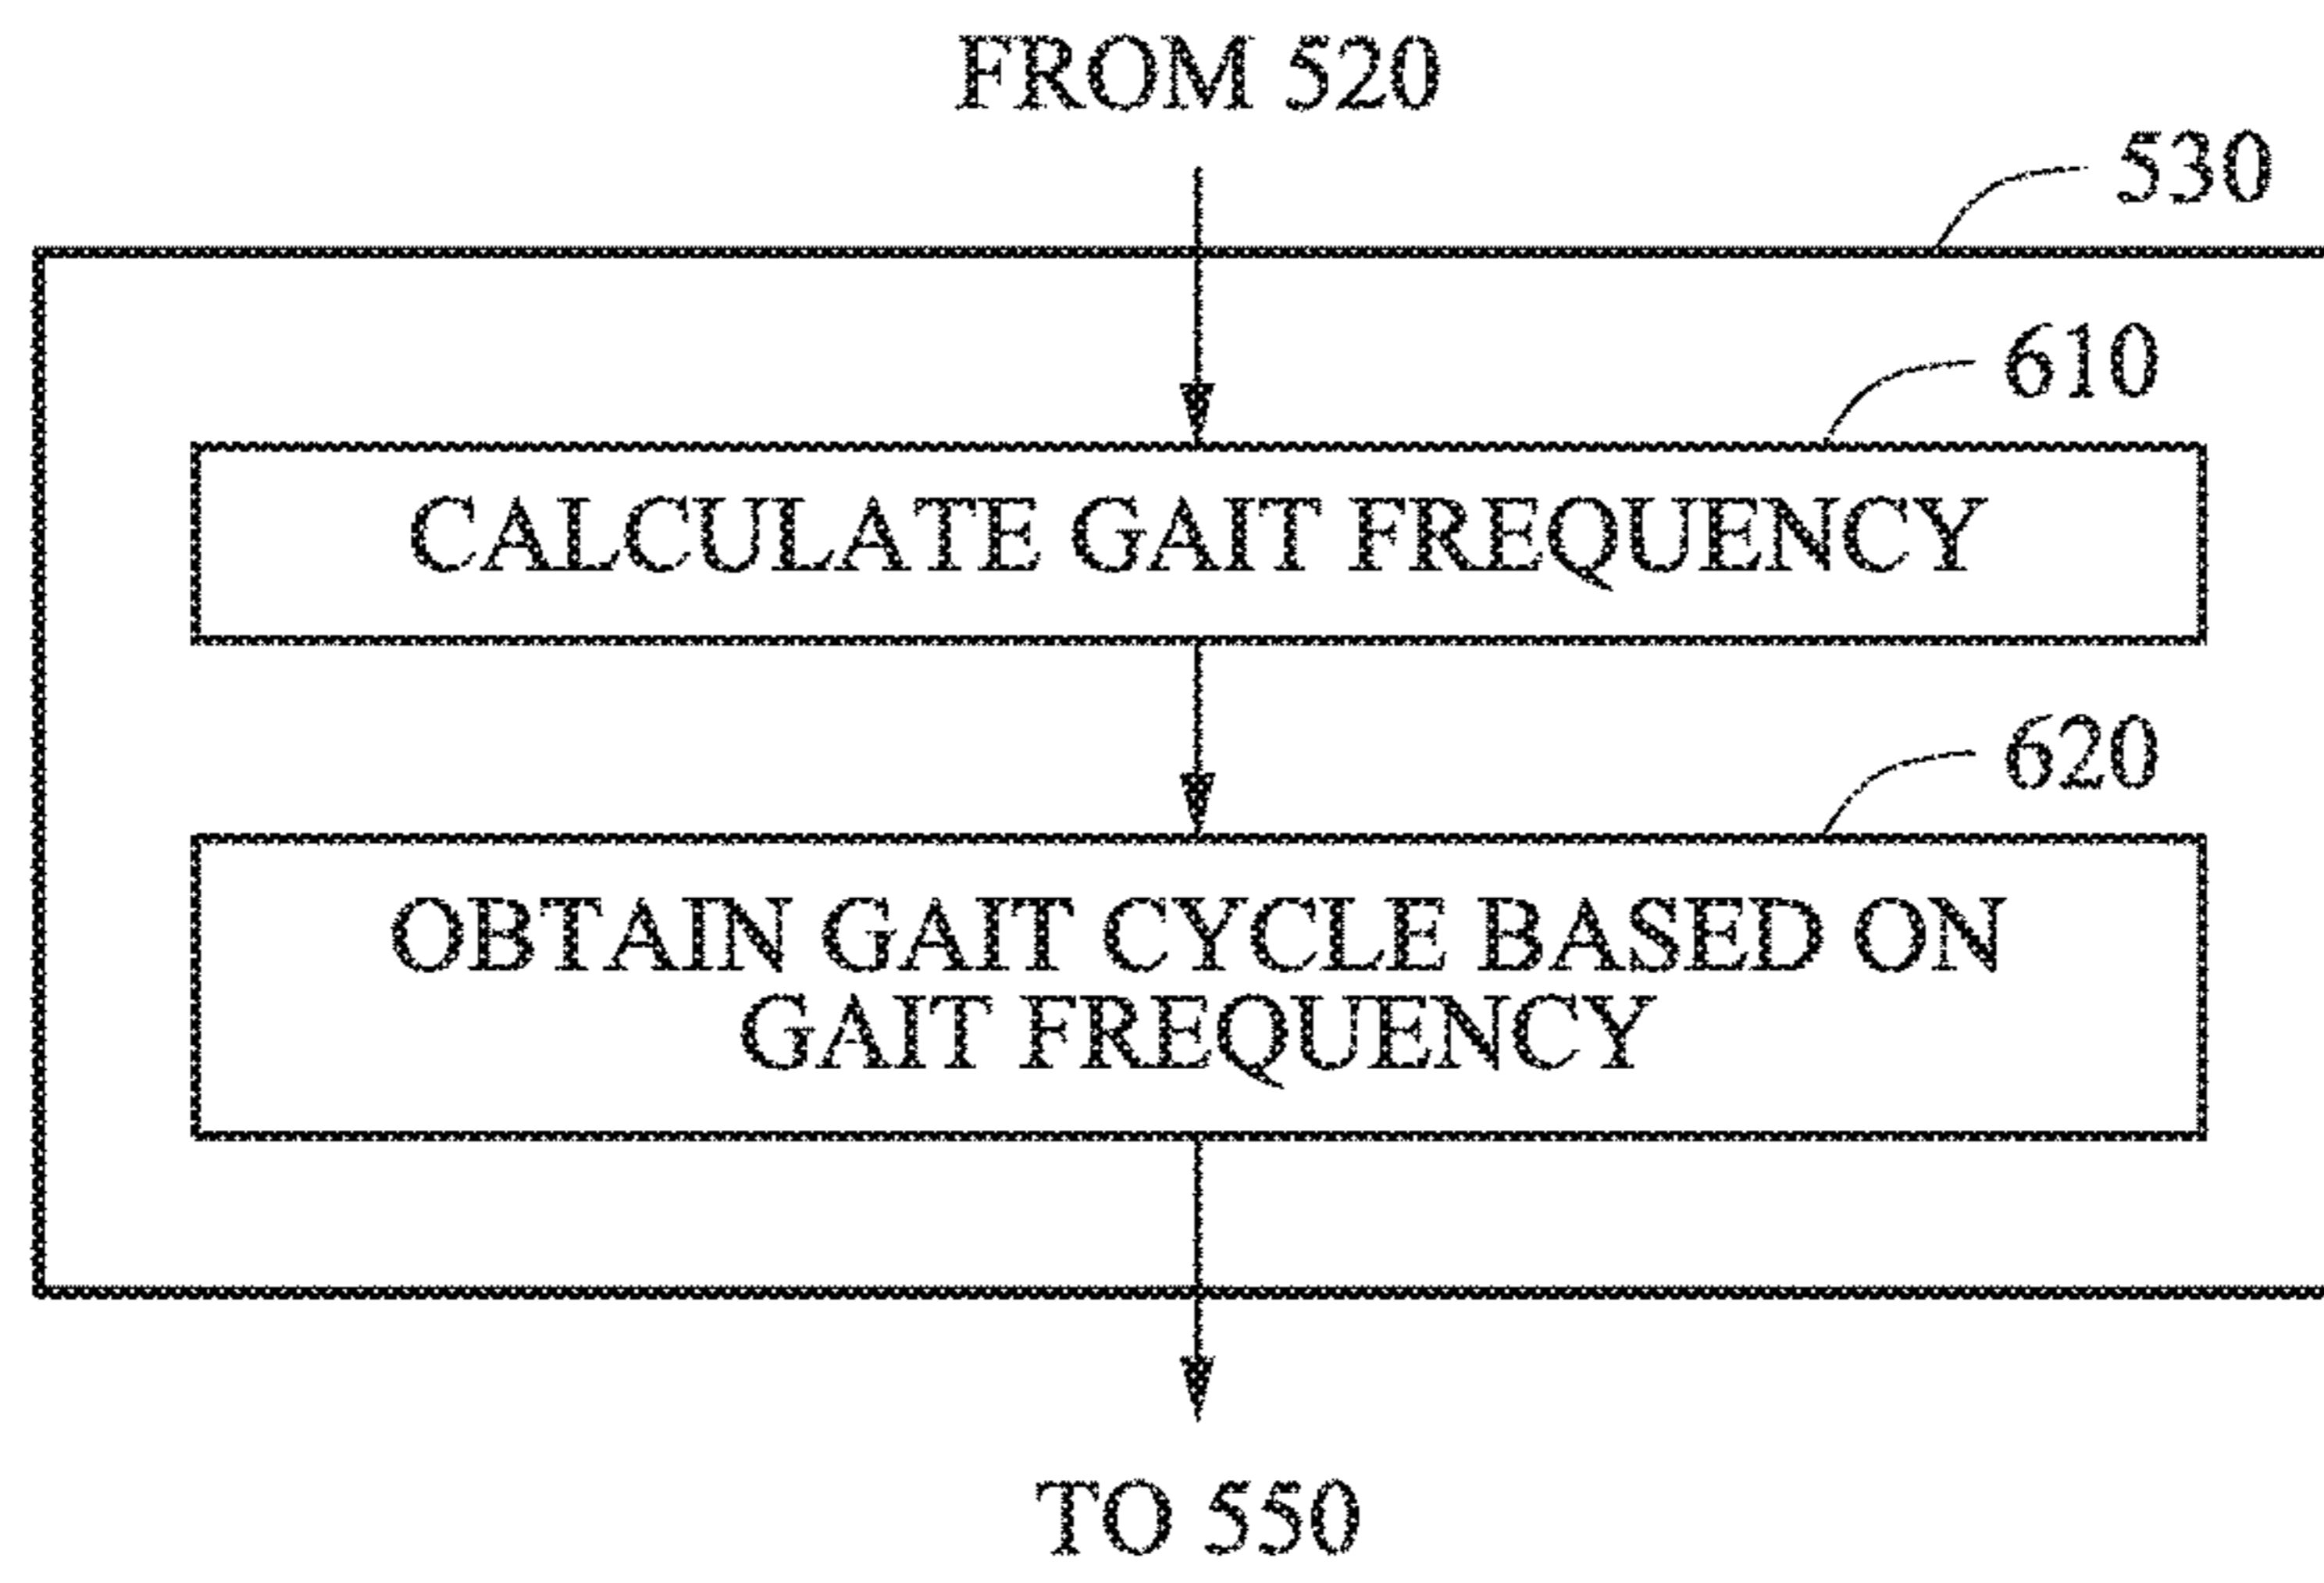 FROM 520
530
610
CALCULATE GAIT FREQUENCY
620
OBTAIN GAIT CYCLE BASED ON
GAIT FREQUENCY
TO 550